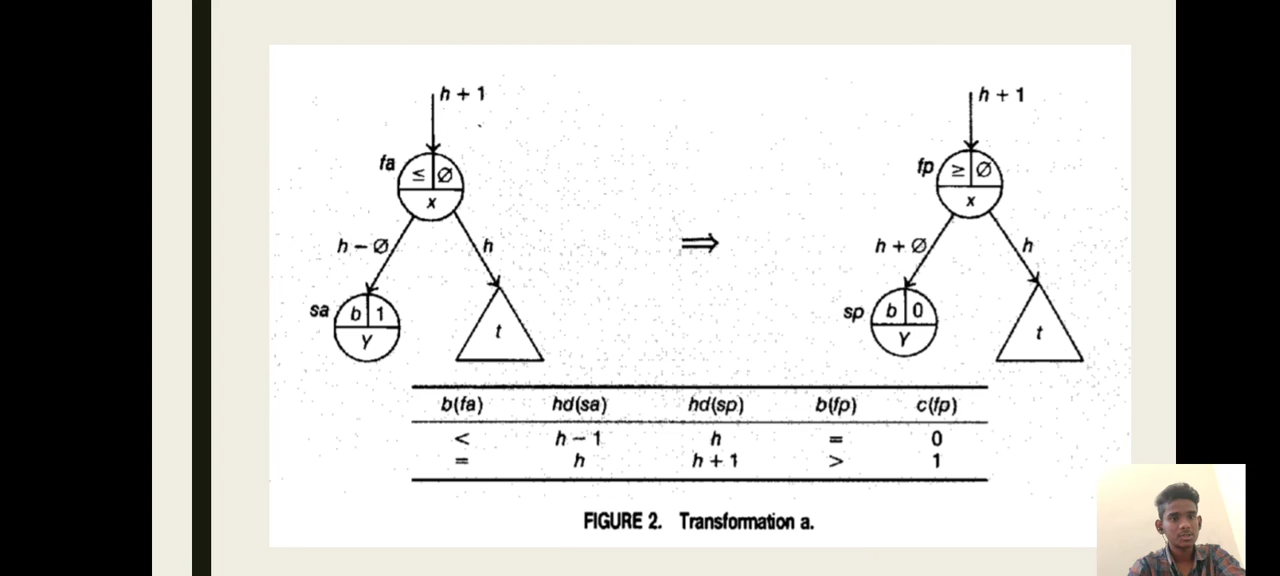 h + 1
h + 1
fa
≤ Ø
fp
≥ Ø
x
x
h – Ø
h
⇒
h + Ø
h
sa
b 1
sp
b 0
t
t
Y
Y
b(fa) hd(sa) hd(sp) b(fp) c(fp)
< h – 1 h = 0
= h h + 1 > 1
FIGURE 2. Transformation a.